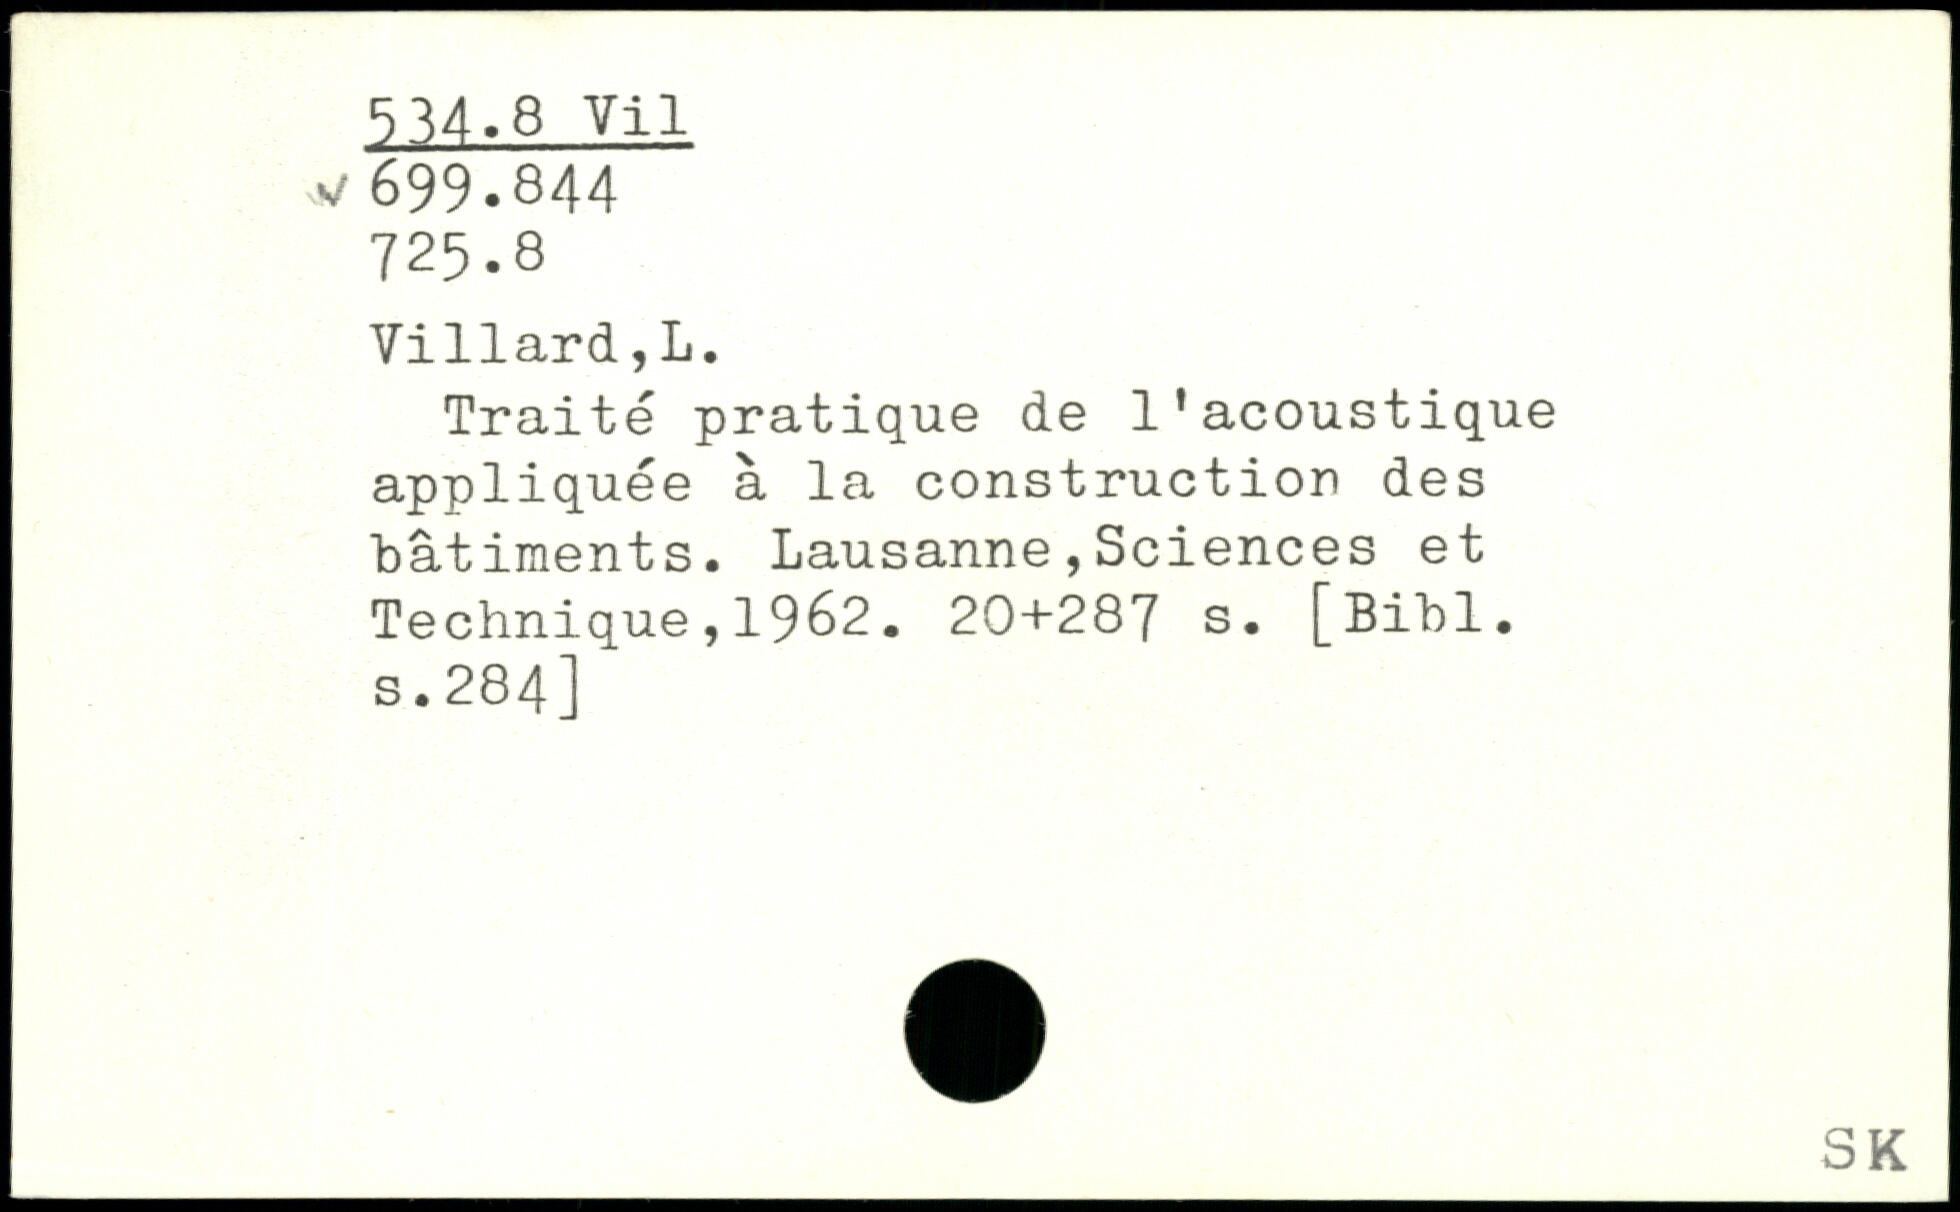 534.8 Vil
699.844
725.8
Villard,L.
Traité pratique de l'acoustique
appliquée à la construction des
bâtiments. Lausanne,Sciences et
Technique,1962. 20+287 s. [Bibl.
s.284]
SK